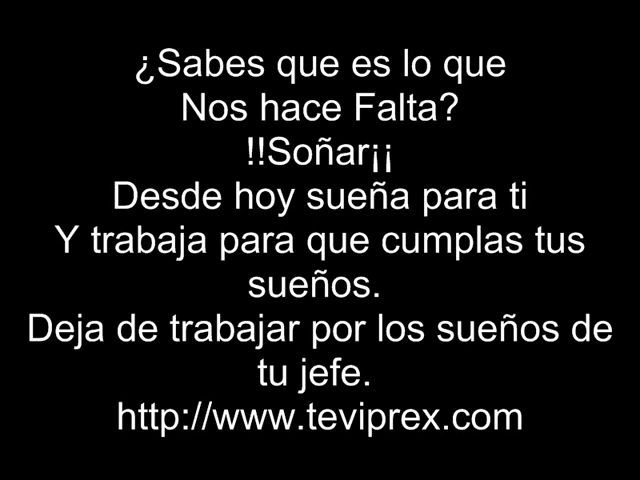 ¿Sabes que es lo que
Nos hace Falta?
!!Soñar¡¡
Desde hoy sueña para ti
Y trabaja para que cumplas tus
sueños.
Deja de trabajar por los sueños de
tu jefe.
http://www.teviprex.com